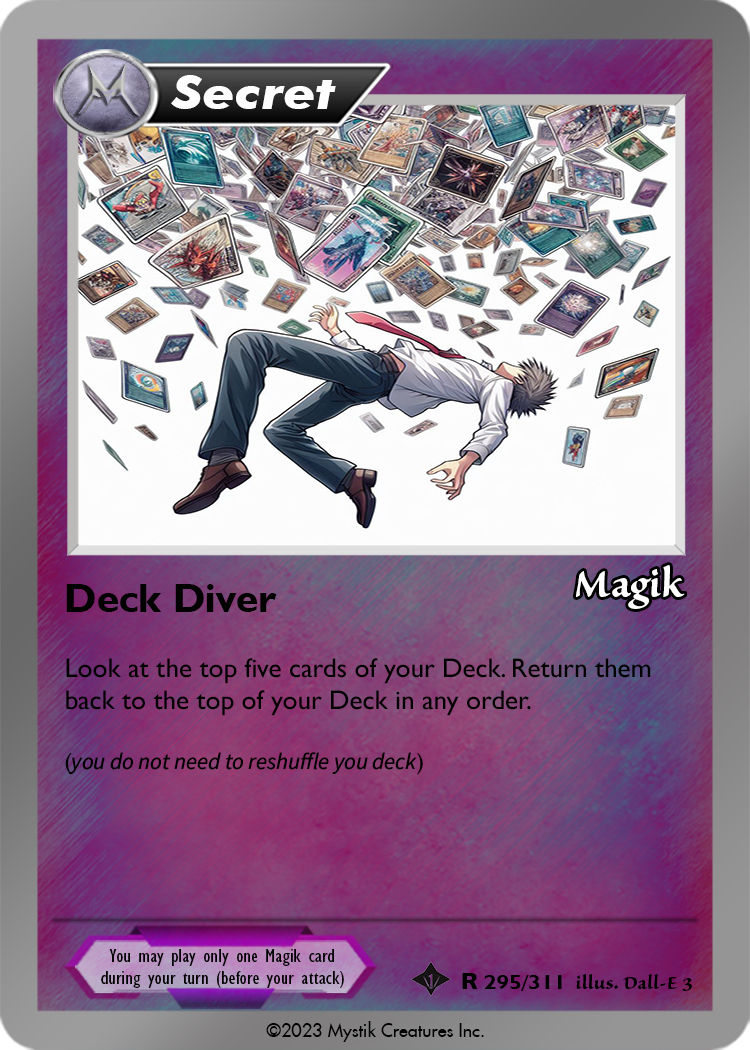 Secret
Deck Diver
Magik
Look at the top five cards of your Deck. Return them
back to the top of your Deck in any order.
(you do not need to reshuffle you deck)
You may play only one Magik card
during your turn (before your attack)
1
R 295/311 illus. Dall-E 3
©2023 Mystik Creatures Inc.